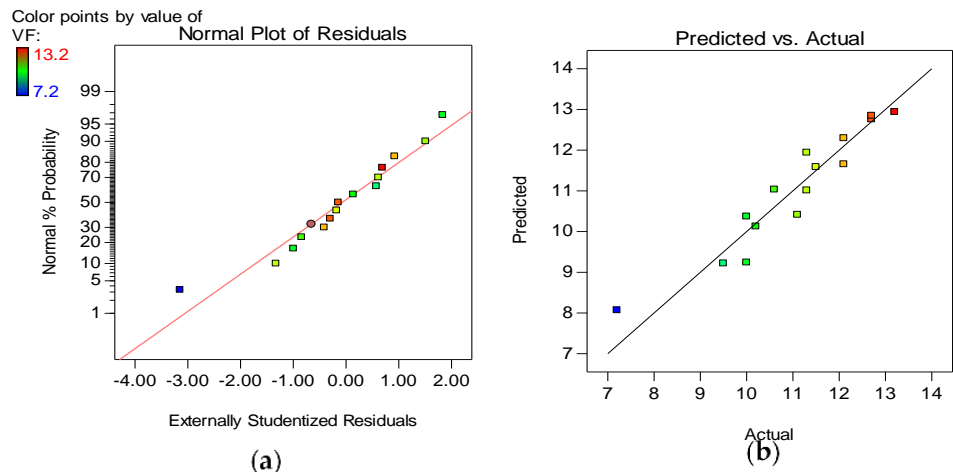 Color points by value of
VF:
13.2
7.2
Normal Plot of Residuals
Normal % Probability
99
95
90
80
70
50
30
20
10
5
1
-4.00 -3.00 -2.00 -1.00 0.00 1.00 2.00
Externally Studentized Residuals
(a)
Predicted vs. Actual
Predicted
14
13
12
11
10
9
8
7
7 8 9 10 11 12 13 14
Actual
(b)